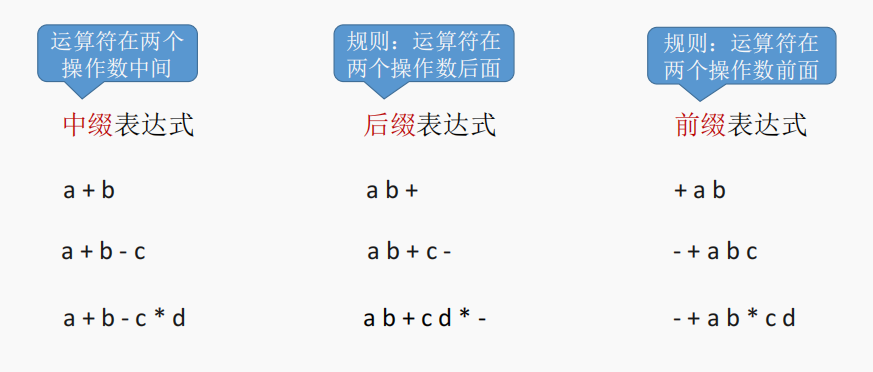 运算符在两个
操作数中间
规则：运算符在
两个操作数后面
规则：运算符在
两个操作数前面
中缀表达式
后缀表达式
前缀表达式
a + b
a b +
+ a b
a + b - c
a b + c -
- + a b c
a + b - c * d
a b + c d * -
- + a b * c d